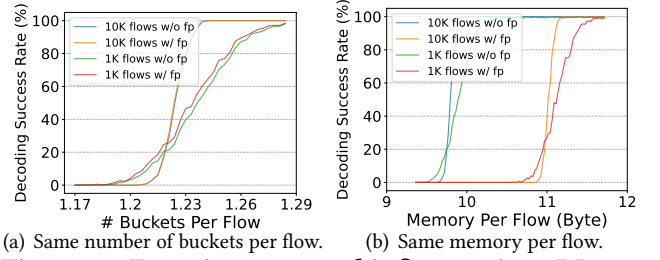 Decoding Success Rate (%)
100
80
60
40
20
0
10K flows w/o fp
10K flows w/ fp
1K flows w/o fp
1K flows w/ fp
1.17
1.2
1.23
1.26
1.29
# Buckets Per Flow
(a) Same number of buckets per flow.
Decoding Success Rate (%)
100
80
60
40
20
0
10K flows w/o fp
10K flows w/ fp
1K flows w/o fp
1K flows w/ fp
9
10
11
12
Memory Per Flow (Byte)
(b) Same memory per flow.